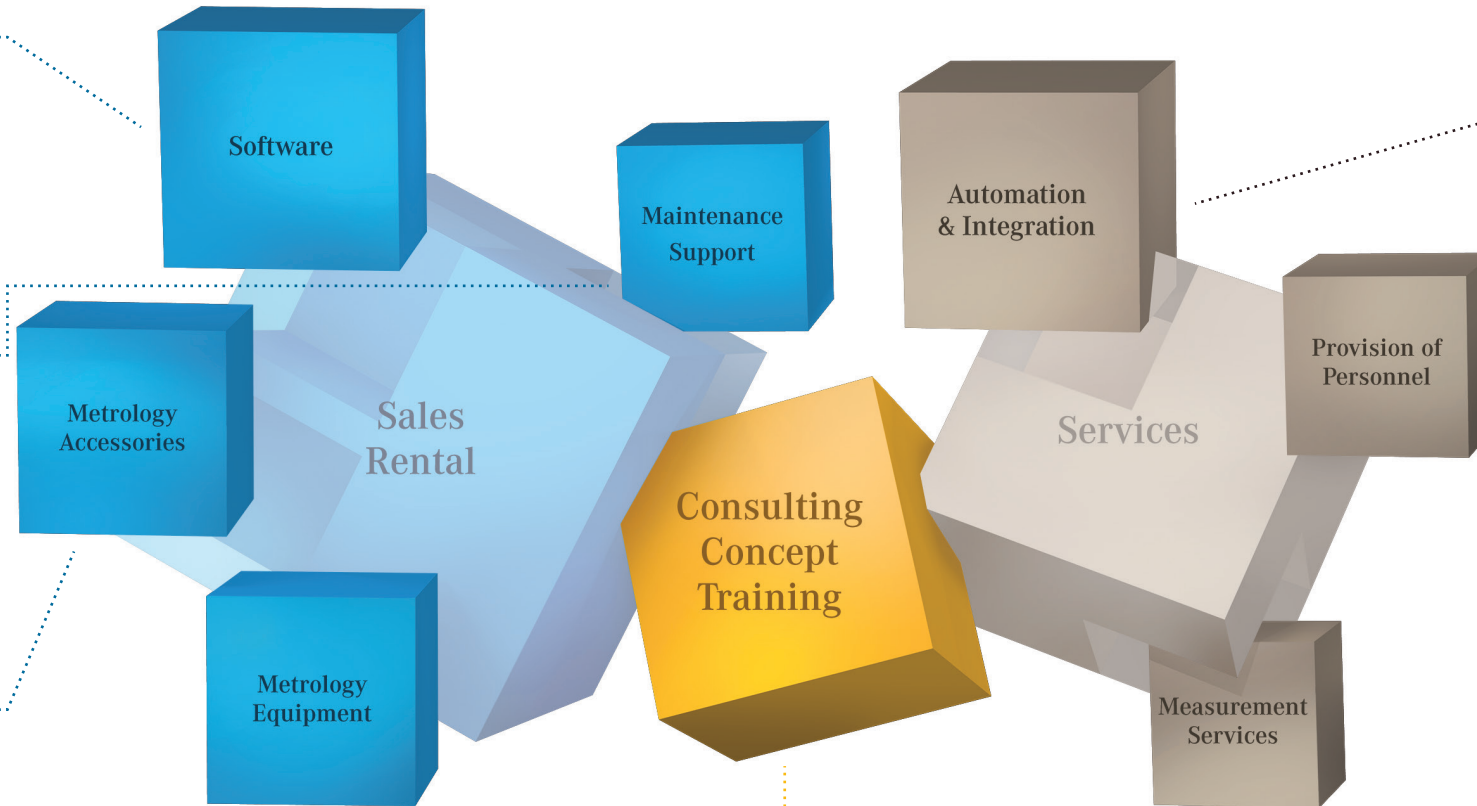 Software
Maintenance
Support
Automation
& Integration
Provision of
Personnel
Metrology
Accessories
Sales
Rental
Services
Consulting
Concept
Training
Metrology
Equipment
Measurement
Services